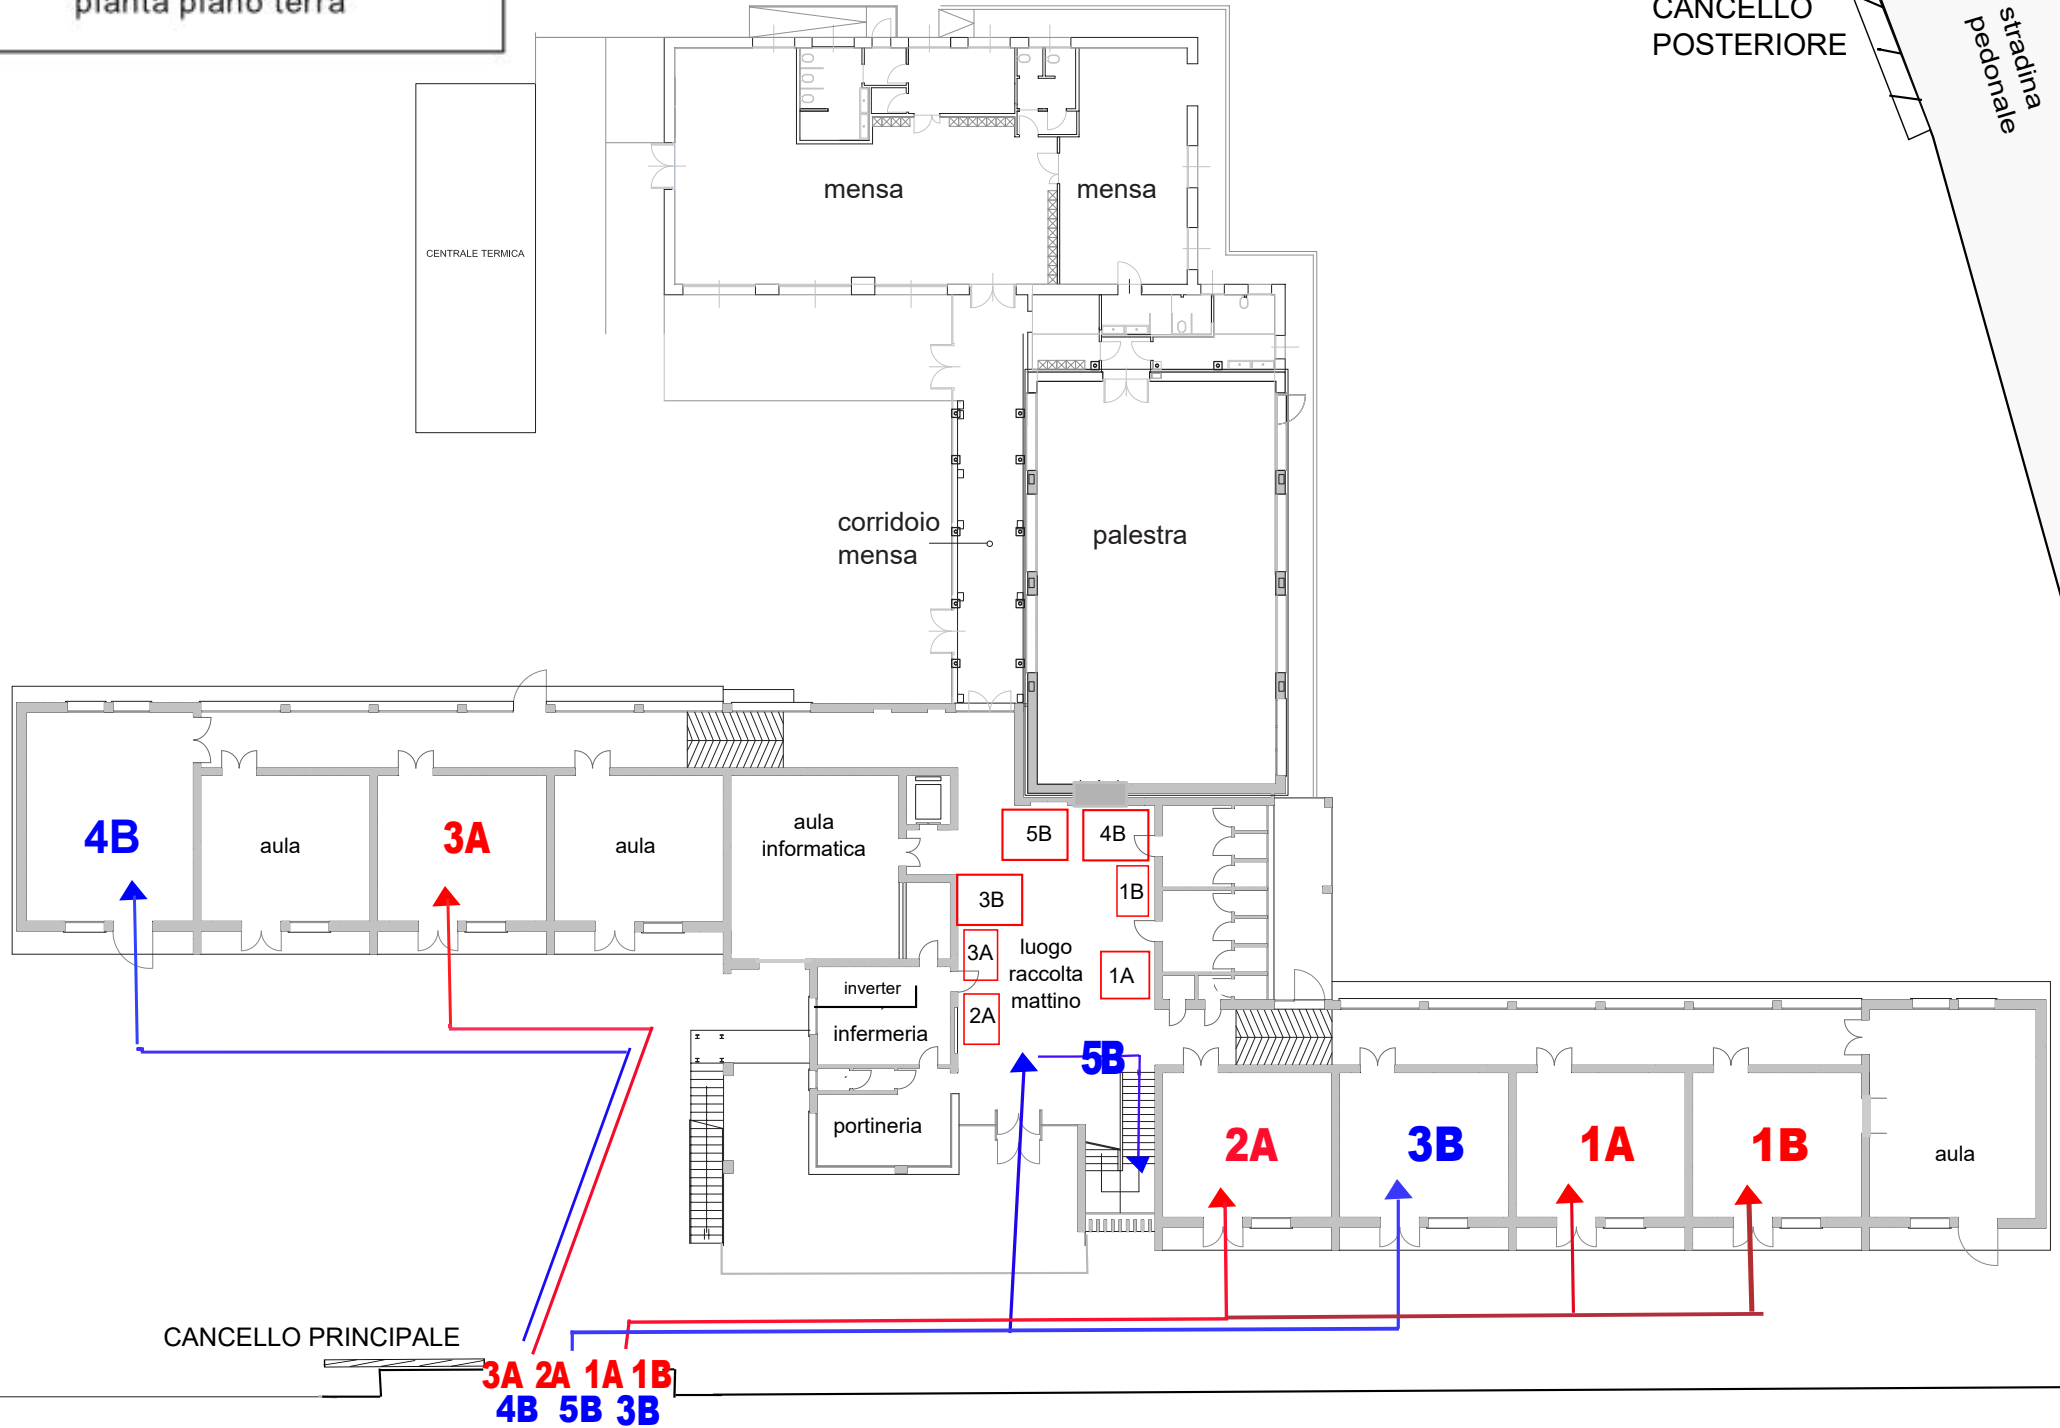 pianta piano terra
CANCELLO
POSTERIORE
stradina
pedonale
mensa
mensa
CENTRALE TERMICA
corridoio
mensa
palestra
4B
aula
3A
aula
aula
informatica
5B
4B
1B
3B
3A
luogo
raccolta
mattino
1A
2A
inverter
infermeria
5B
portineria
2A
3B
1A
1B
aula
CANCELLO PRINCIPALE
3A 2A 1A 1B
4B 5B 3B